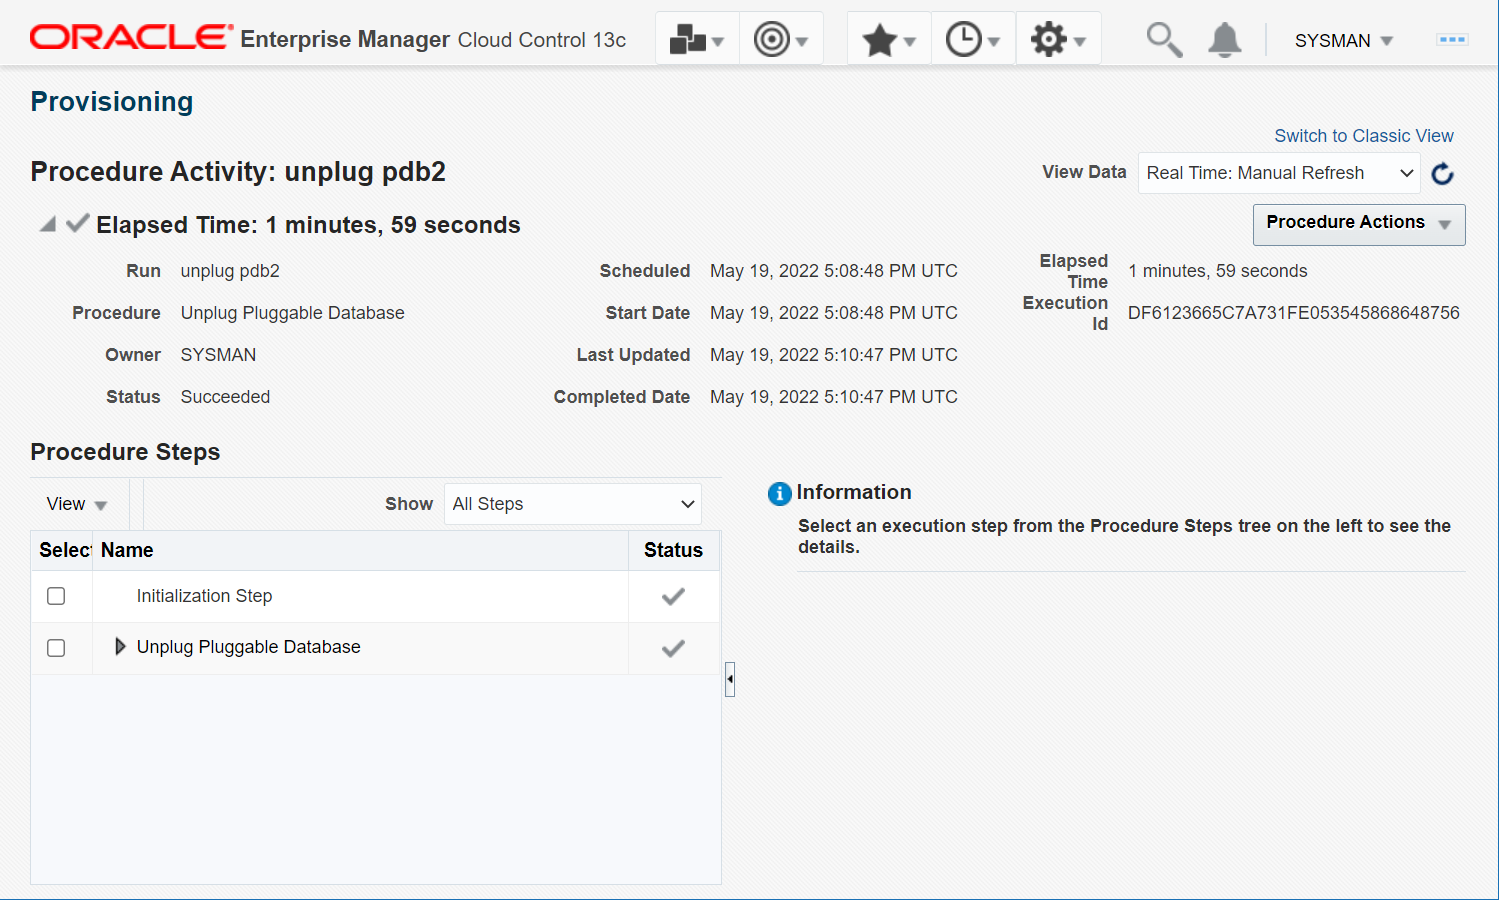 ORACLE® Enterprise Manager Cloud Control 13c SYSMAN
Provisioning
Switch to Classic View
Procedure Activity: unplug pdb2
View Data Real Time: Manual Refresh
Elapsed Time: 1 minutes, 59 seconds
Procedure Actions
Run unplug pdb2
Scheduled May 19, 2022 5:08:48 PM UTC
Elapsed
Time
1 minutes, 59 seconds
Procedure Unplug Pluggable Database
Start Date May 19, 2022 5:08:48 PM UTC
Execution
Id
DF6123665C7A731FE053545868648756
Owner SYSMAN
Last Updated May 19, 2022 5:10:47 PM UTC
Status Succeeded
Completed Date May 19, 2022 5:10:47 PM UTC
Procedure Steps
View
Show All Steps
Select Name Status
Initialization Step
Unplug Pluggable Database
Information
Select an execution step from the Procedure Steps tree on the left to see the
details.